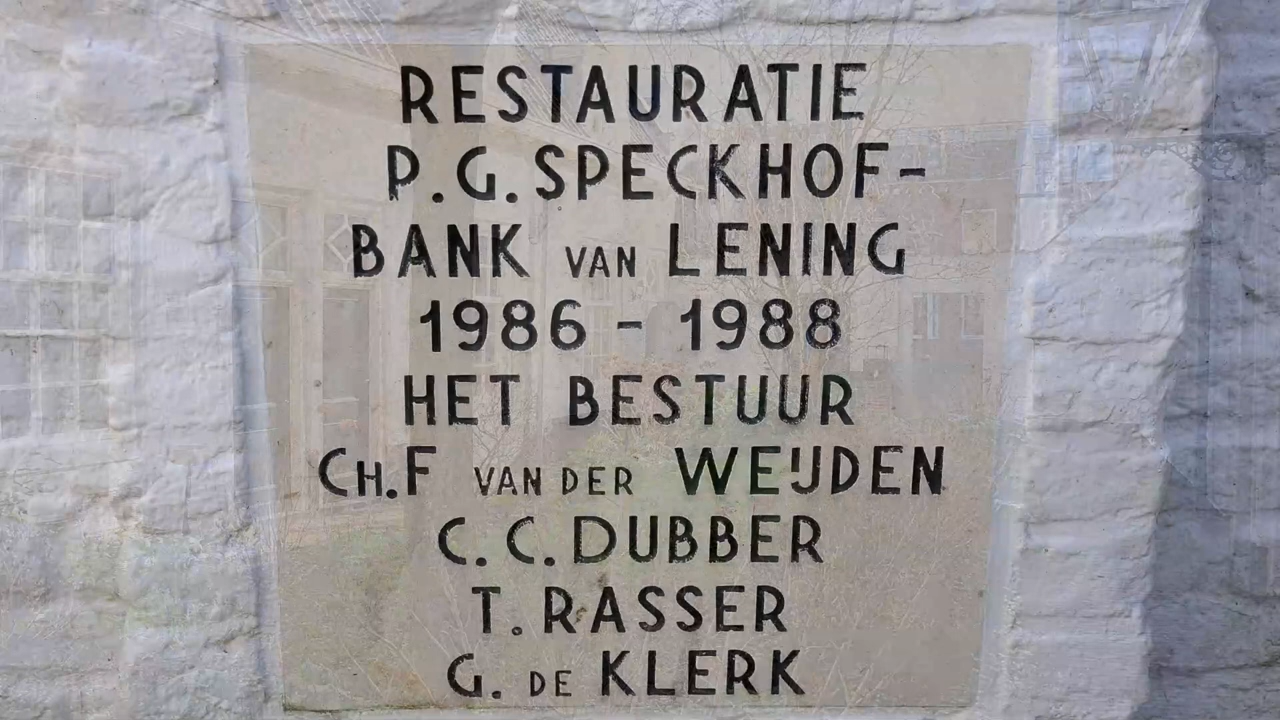 RESTAURATIE
P.G. SPECKHOF-
BANK VAN LENING
1986 - 1988
HET BESTUUR
CH.F VAN DER WEIJDEN
C.C. DUBBER
T. RASSER
G. DE KLERK